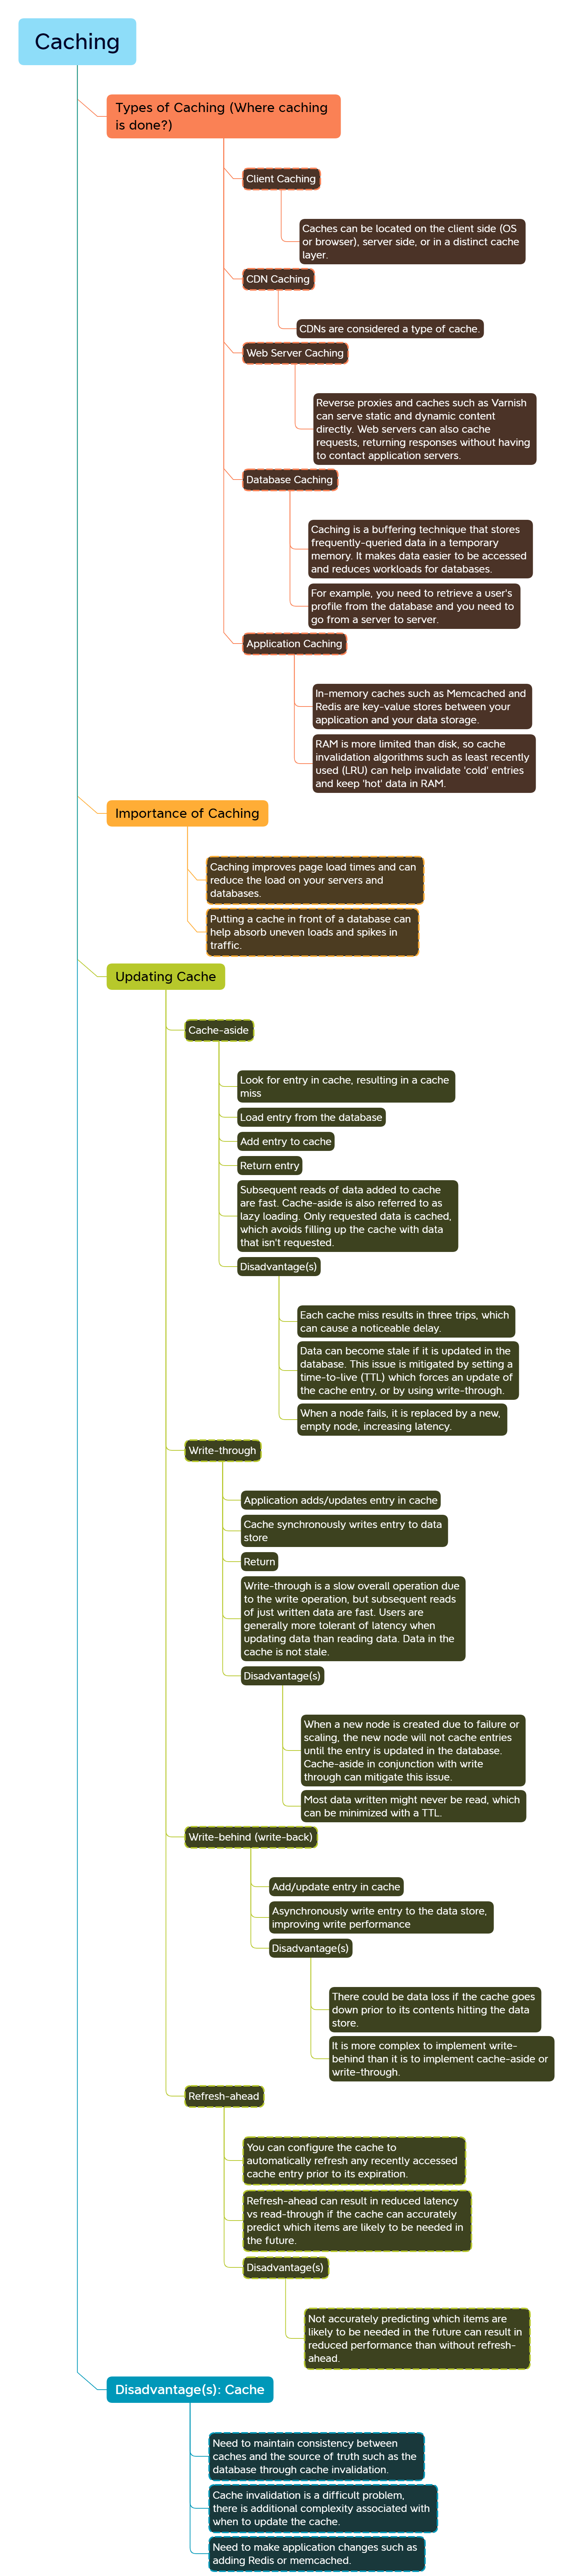 Caching
Types of Caching (Where caching
is done?)
Client Caching
Caches can be located on the client side (OS
or browser), server side, or in a distinct cache
layer.
CDN Caching
CDNs are considered a type of cache.
Web Server Caching
Reverse proxies and caches such as Varnish
can serve static and dynamic content
directly. Web servers can also cache
requests, returning responses without having
to contact application servers.
Database Caching
Caching is a buffering technique that stores
frequently-queried data in a temporary
memory. It makes data easier to be accessed
and reduces workloads for databases.
For example, you need to retrieve a user's
profile from the database and you need to
go from a server to server.
Application Caching
In-memory caches such as Memcached and
Redis are key-value stores between your
application and your data storage.
RAM is more limited than disk, so cache
invalidation algorithms such as least recently
used (LRU) can help invalidate 'cold' entries
and keep 'hot' data in RAM.
Importance of Caching
Caching improves page load times and can
reduce the load on your servers and
databases.
Putting a cache in front of a database can
help absorb uneven loads and spikes in
traffic.
Updating Cache
Cache-aside
Look for entry in cache, resulting in a cache
miss
Load entry from the database
Add entry to cache
Return entry
Subsequent reads of data added to cache
are fast. Cache-aside is also referred to as
lazy loading. Only requested data is cached,
which avoids filling up the cache with data
that isn't requested.
Disadvantage(s)
Each cache miss results in three trips, which
can cause a noticeable delay.
Data can become stale if it is updated in the
database. This issue is mitigated by setting a
time-to-live (TTL) which forces an update of
the cache entry, or by using write-through.
When a node fails, it is replaced by a new,
empty node, increasing latency.
Write-through
Application adds/updates entry in cache
Cache synchronously writes entry to data
store
Return
Write-through is a slow overall operation due
to the write operation, but subsequent reads
of just written data are fast. Users are
generally more tolerant of latency when
updating data than reading data. Data in the
cache is not stale.
Disadvantage(s)
When a new node is created due to failure or
scaling, the new node will not cache entries
until the entry is updated in the database.
Cache-aside in conjunction with write
through can mitigate this issue.
Most data written might never be read, which
can be minimized with a TTL.
Write-behind (write-back)
Add/update entry in cache
Asynchronously write entry to the data store,
improving write performance
Disadvantage(s)
There could be data loss if the cache goes
down prior to its contents hitting the data
store.
It is more complex to implement write-
behind than it is to implement cache-aside or
write-through.
Refresh-ahead
You can configure the cache to
automatically refresh any recently accessed
cache entry prior to its expiration.
Refresh-ahead can result in reduced latency
vs read-through if the cache can accurately
predict which items are likely to be needed in
the future.
Disadvantage(s)
Not accurately predicting which items are
likely to be needed in the future can result in
reduced performance than without refresh-
ahead.
Disadvantage(s): Cache
Need to maintain consistency between
caches and the source of truth such as the
database through cache invalidation.
Cache invalidation is a difficult problem,
there is additional complexity associated with
when to update the cache.
Need to make application changes such as
adding Redis or memcached.